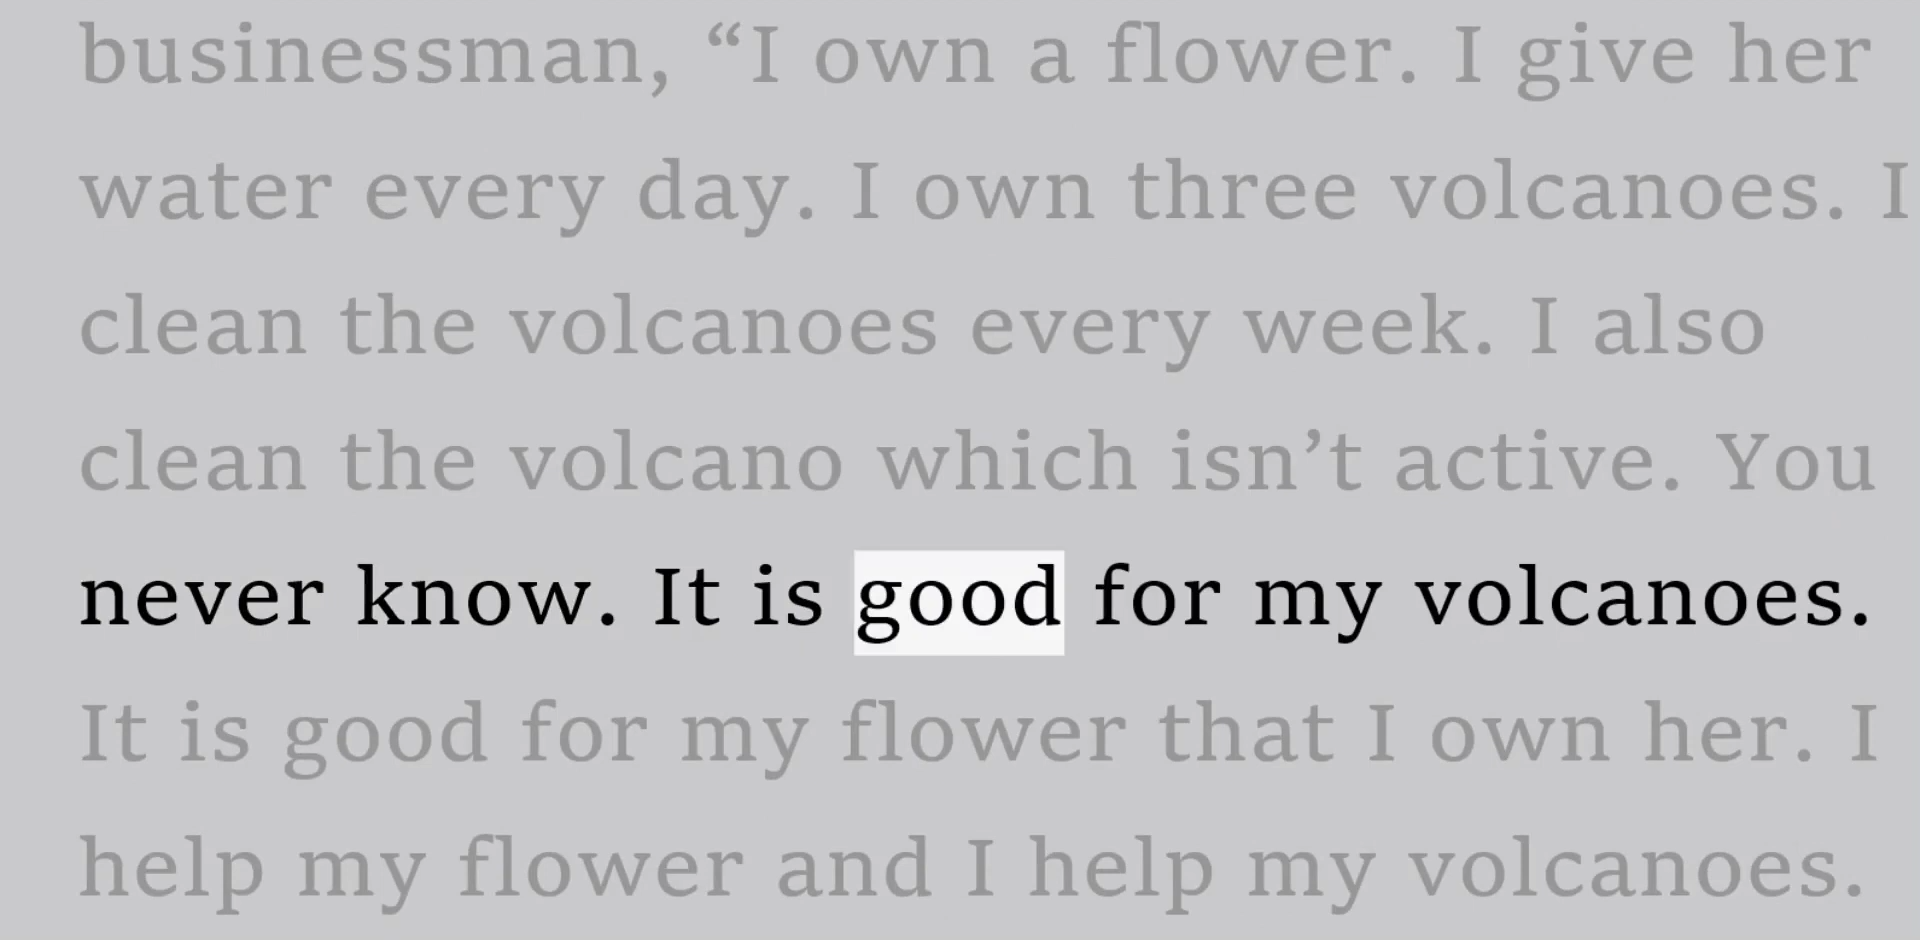 businessman, “I own a flower. I give her
water every day. I own three volcanoes. I
clean the volcanoes every week. I also
clean the volcano which isn’t active. You
never know. It is good for my volcanoes.
It is good for my flower that I own her. I
help my flower and I help my volcanoes.